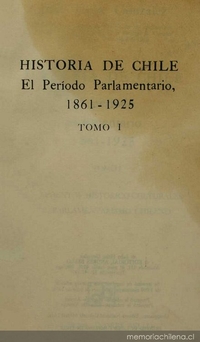 HISTORIA DE CHILE
El Período Parlamentario,
1861 - 1925
TOMO I
memoriachilena.cl